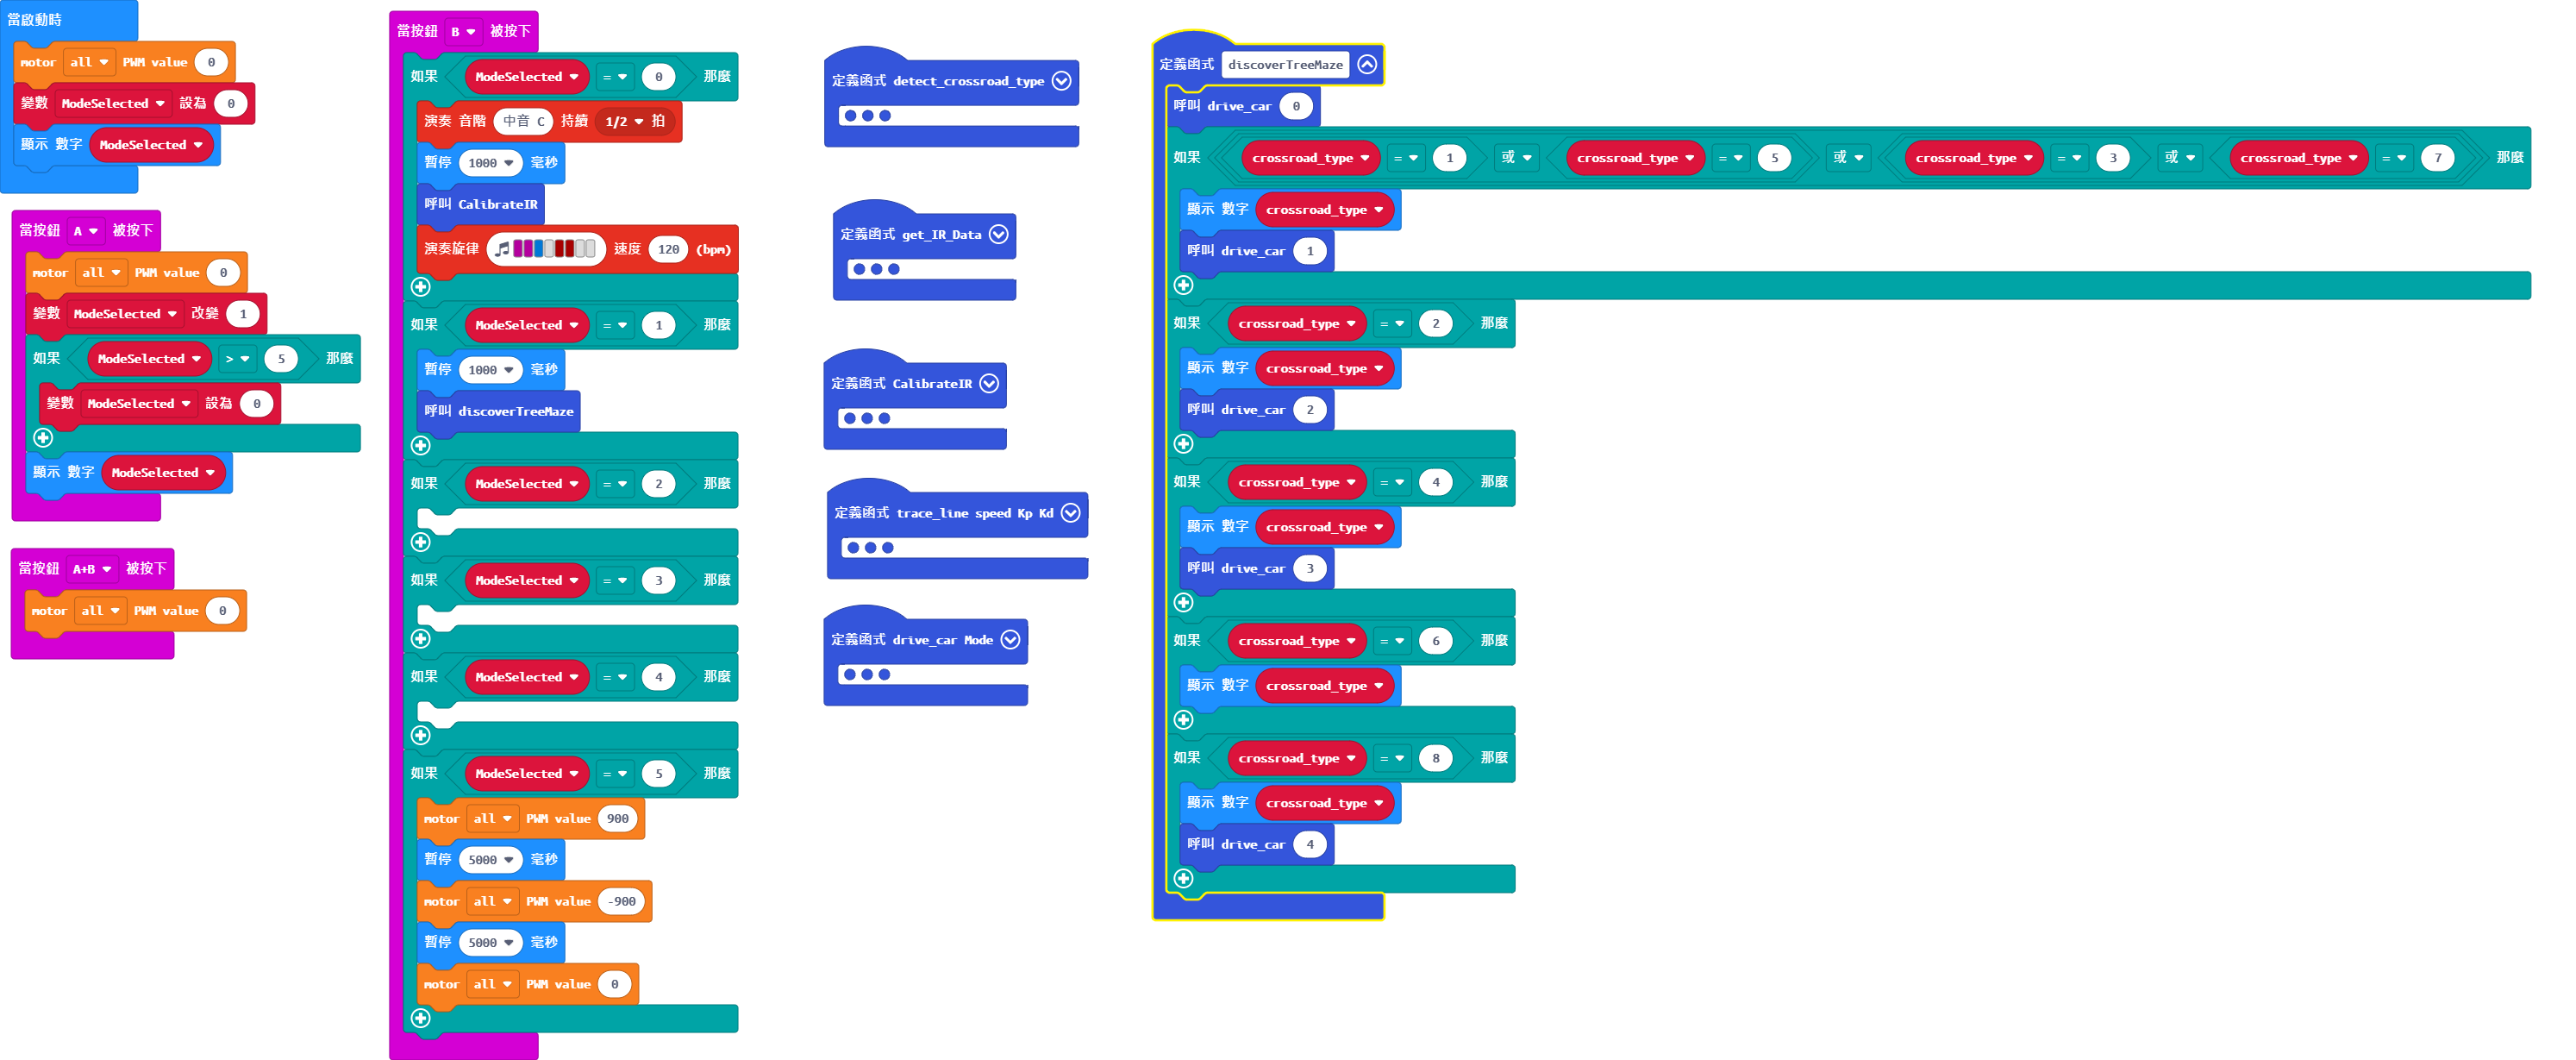 當啟動時
motor all PWM value 0
變數 ModeSelected 設為 0
顯示 數字 ModeSelected
當按鈕 A 被按下
motor all PWM value 0
變數 ModeSelected 改變 1
如果 ModeSelected > 5 那麼
變數 ModeSelected 設為 0
顯示 數字 ModeSelected
當按鈕 A+B 被按下
motor all PWM value 0
當按鈕 B 被按下
如果 ModeSelected = 0 那麼
演奏 音階 中音 C 持續 1/2 拍
暫停 1000 毫秒
呼叫 CalibrateIR
演奏旋律 速度 120 (bpm)
如果 ModeSelected = 1 那麼
暫停 1000 毫秒
呼叫 discoverTreeMaze
如果 ModeSelected = 2 那麼
如果 ModeSelected = 3 那麼
如果 ModeSelected = 4 那麼
如果 ModeSelected = 5 那麼
motor all PWM value 900
暫停 5000 毫秒
motor all PWM value -900
暫停 5000 毫秒
motor all PWM value 0
定義函式 detect_crossroad_type
定義函式 get_IR_Data
定義函式 CalibrateIR
定義函式 trace_line speed Kp Kd
定義函式 drive_car Mode
定義函式 discoverTreeMaze
呼叫 drive_car 0
如果 crossroad_type = 1 或 crossroad_type = 5 或 crossroad_type = 3 或 crossroad_type = 7 那麼
顯示 數字 crossroad_type
呼叫 drive_car 1
如果 crossroad_type = 2 那麼
顯示 數字 crossroad_type
呼叫 drive_car 2
如果 crossroad_type = 4 那麼
顯示 數字 crossroad_type
呼叫 drive_car 3
如果 crossroad_type = 6 那麼
顯示 數字 crossroad_type
如果 crossroad_type = 8 那麼
顯示 數字 crossroad_type
呼叫 drive_car 4